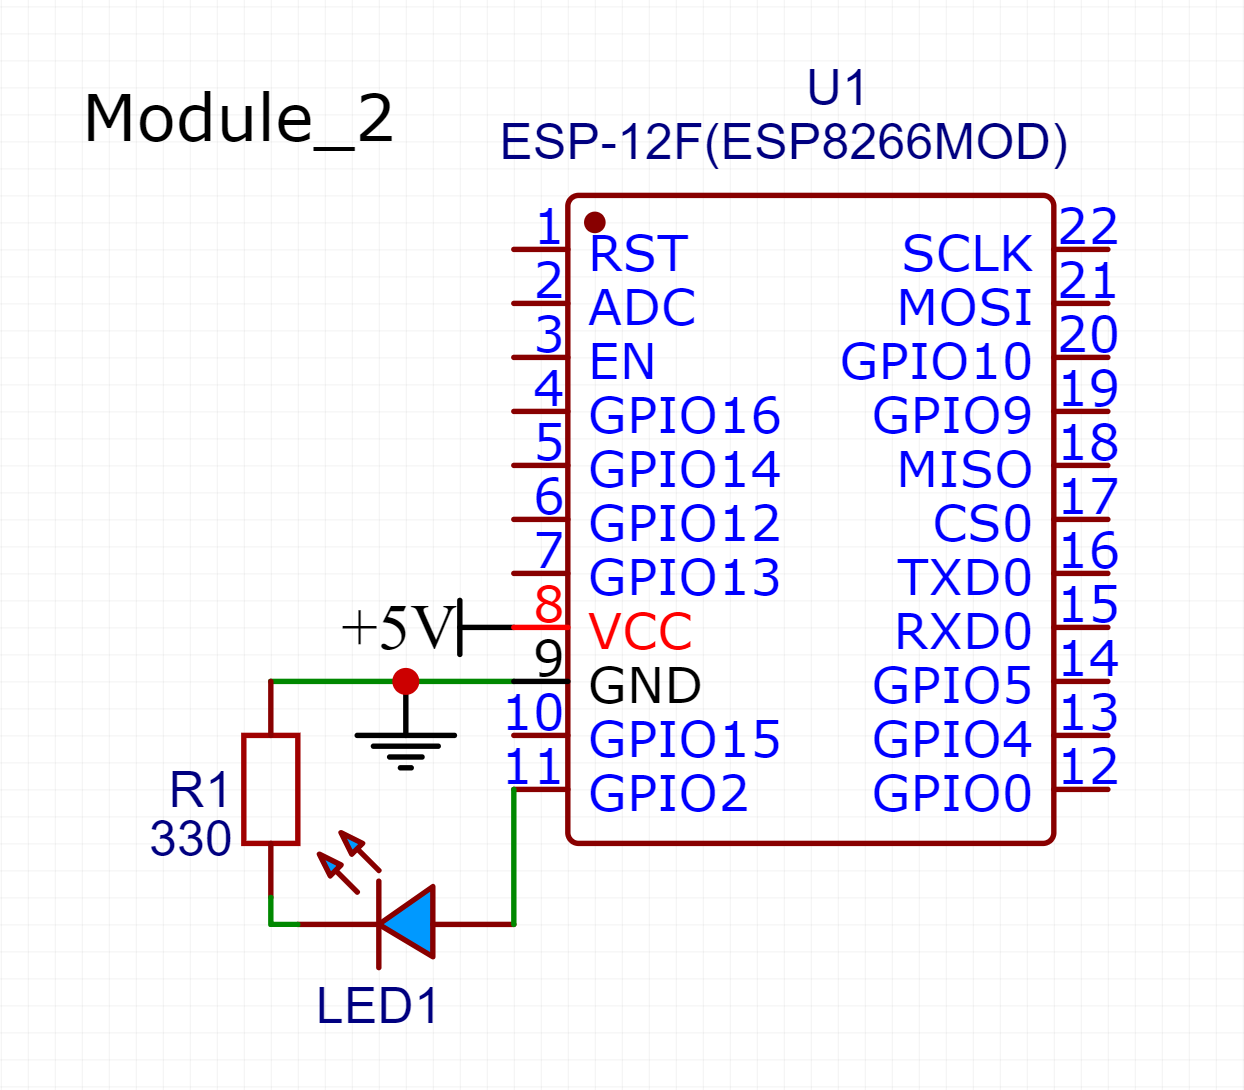 Module_2
U1
ESP-12F(ESP8266MOD)
1 RST SCLK 22
2 ADC MOSI 21
3 EN GPIO10 20
4 GPIO16 GPIO9 19
5 GPIO14 MISO 18
6 GPIO12 CS0 17
7 GPIO13 TXD0 16
+5V 8 VCC RXD0 15
9 GND GPIO5 14
10 GPIO15 GPIO4 13
11 GPIO2 GPIO0 12
R1
330
LED1